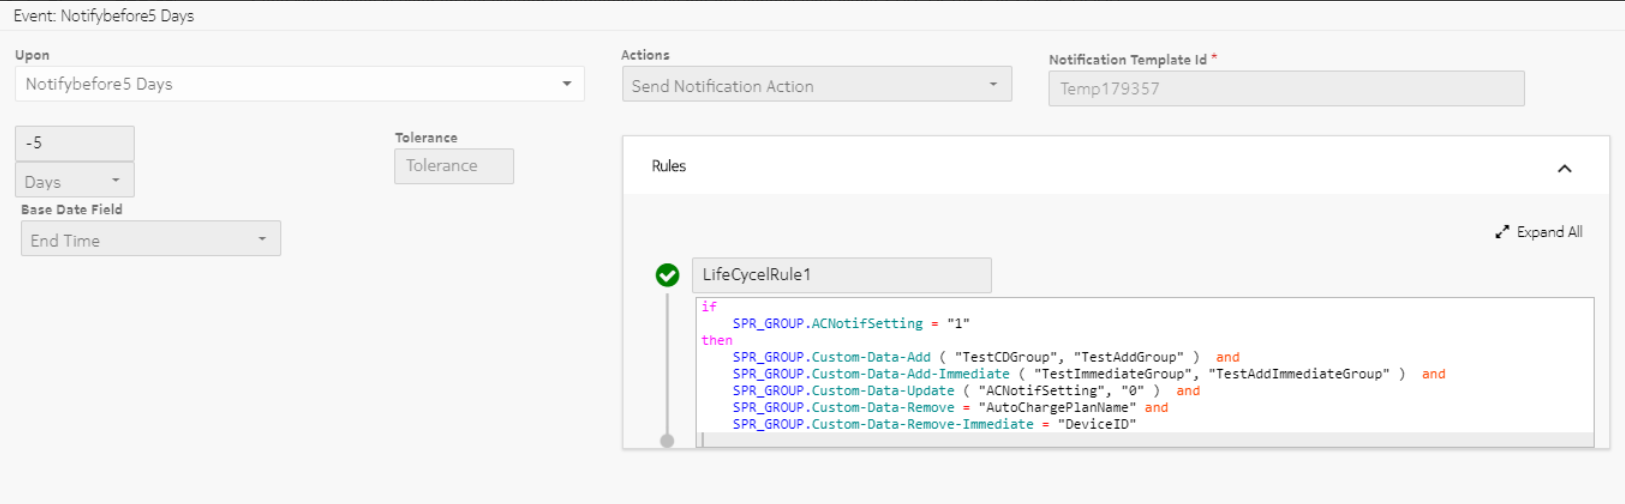 Event: Notifybefore5 Days
Upon
Notifybefore5 Days
-5
Days
Base Date Field
End Time
Tolerance
Tolerance
Actions
Send Notification Action
Notification Template Id *
Temp179357
Rules
Expand All
LifeCycelRule1
if
SPR_GROUP.ACNotifSetting = "1"
then
SPR_GROUP.Custom-Data-Add ( "TestCDGroup", "TestAddGroup" ) and
SPR_GROUP.Custom-Data-Add-Immediate ( "TestImmediateGroup", "TestAddImmediateGroup" ) and
SPR_GROUP.Custom-Data-Update ( "ACNotifSetting", "0" ) and
SPR_GROUP.Custom-Data-Remove = "AutoChargePlanName" and
SPR_GROUP.Custom-Data-Remove-Immediate = "DeviceID"